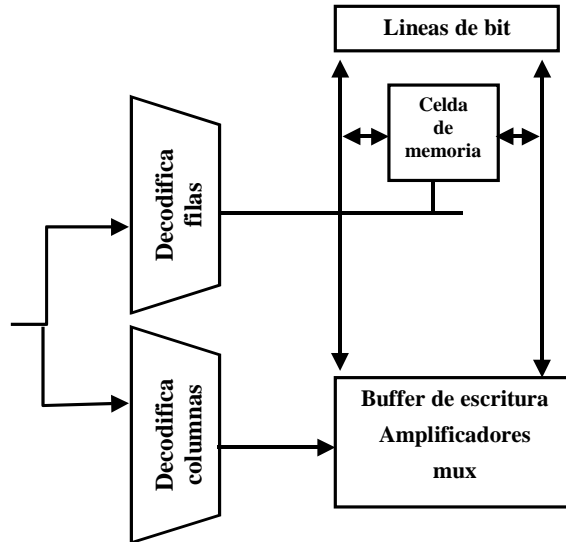 Lineas de bit
Celda
de
memoria
Decodifica
filas
Decodifica
columnas
Buffer de escritura
Amplificadores
mux